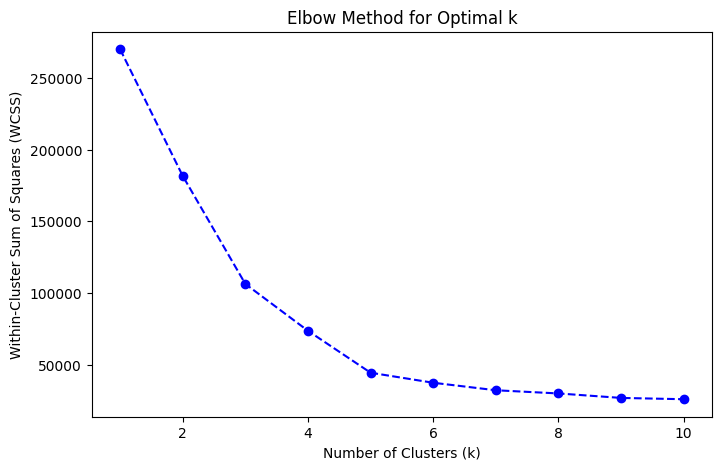 Elbow Method for Optimal k
Within-Cluster Sum of Squares (WCSS)
250000
200000
150000
100000
50000
2 4 6 8 10
Number of Clusters (k)